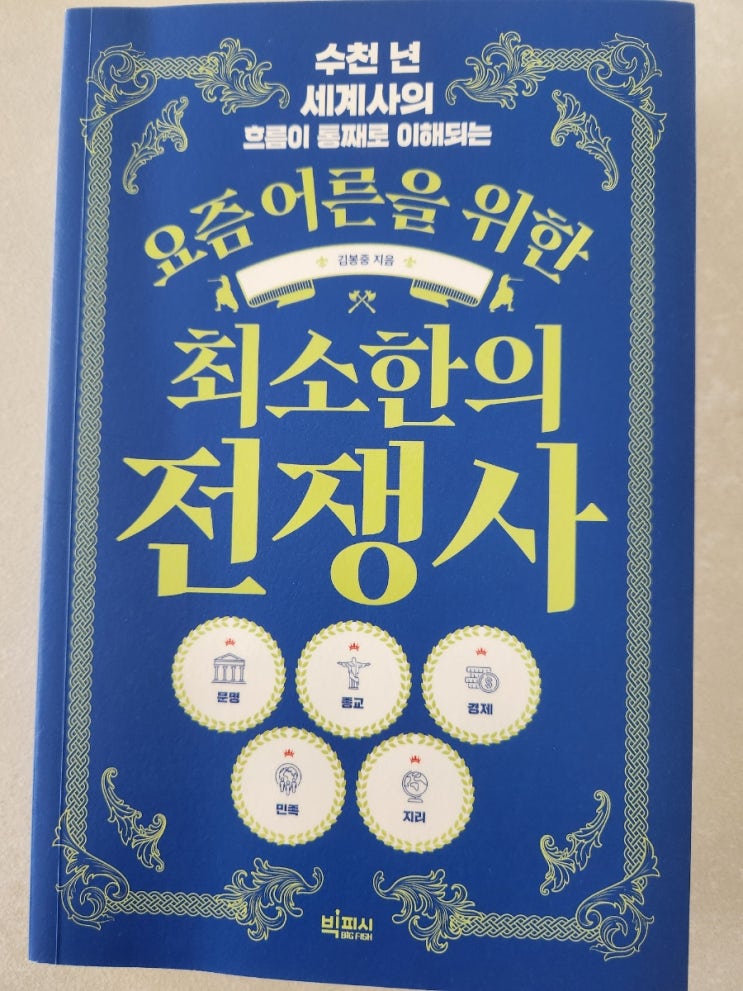 수천 년
세계사의
흐름이 통째로 이해되는
요즘 어른을 위한
김봉중 지음
최소한의
전쟁사
문명
종교
경제
민족
지리
빅피시
BIG FISH